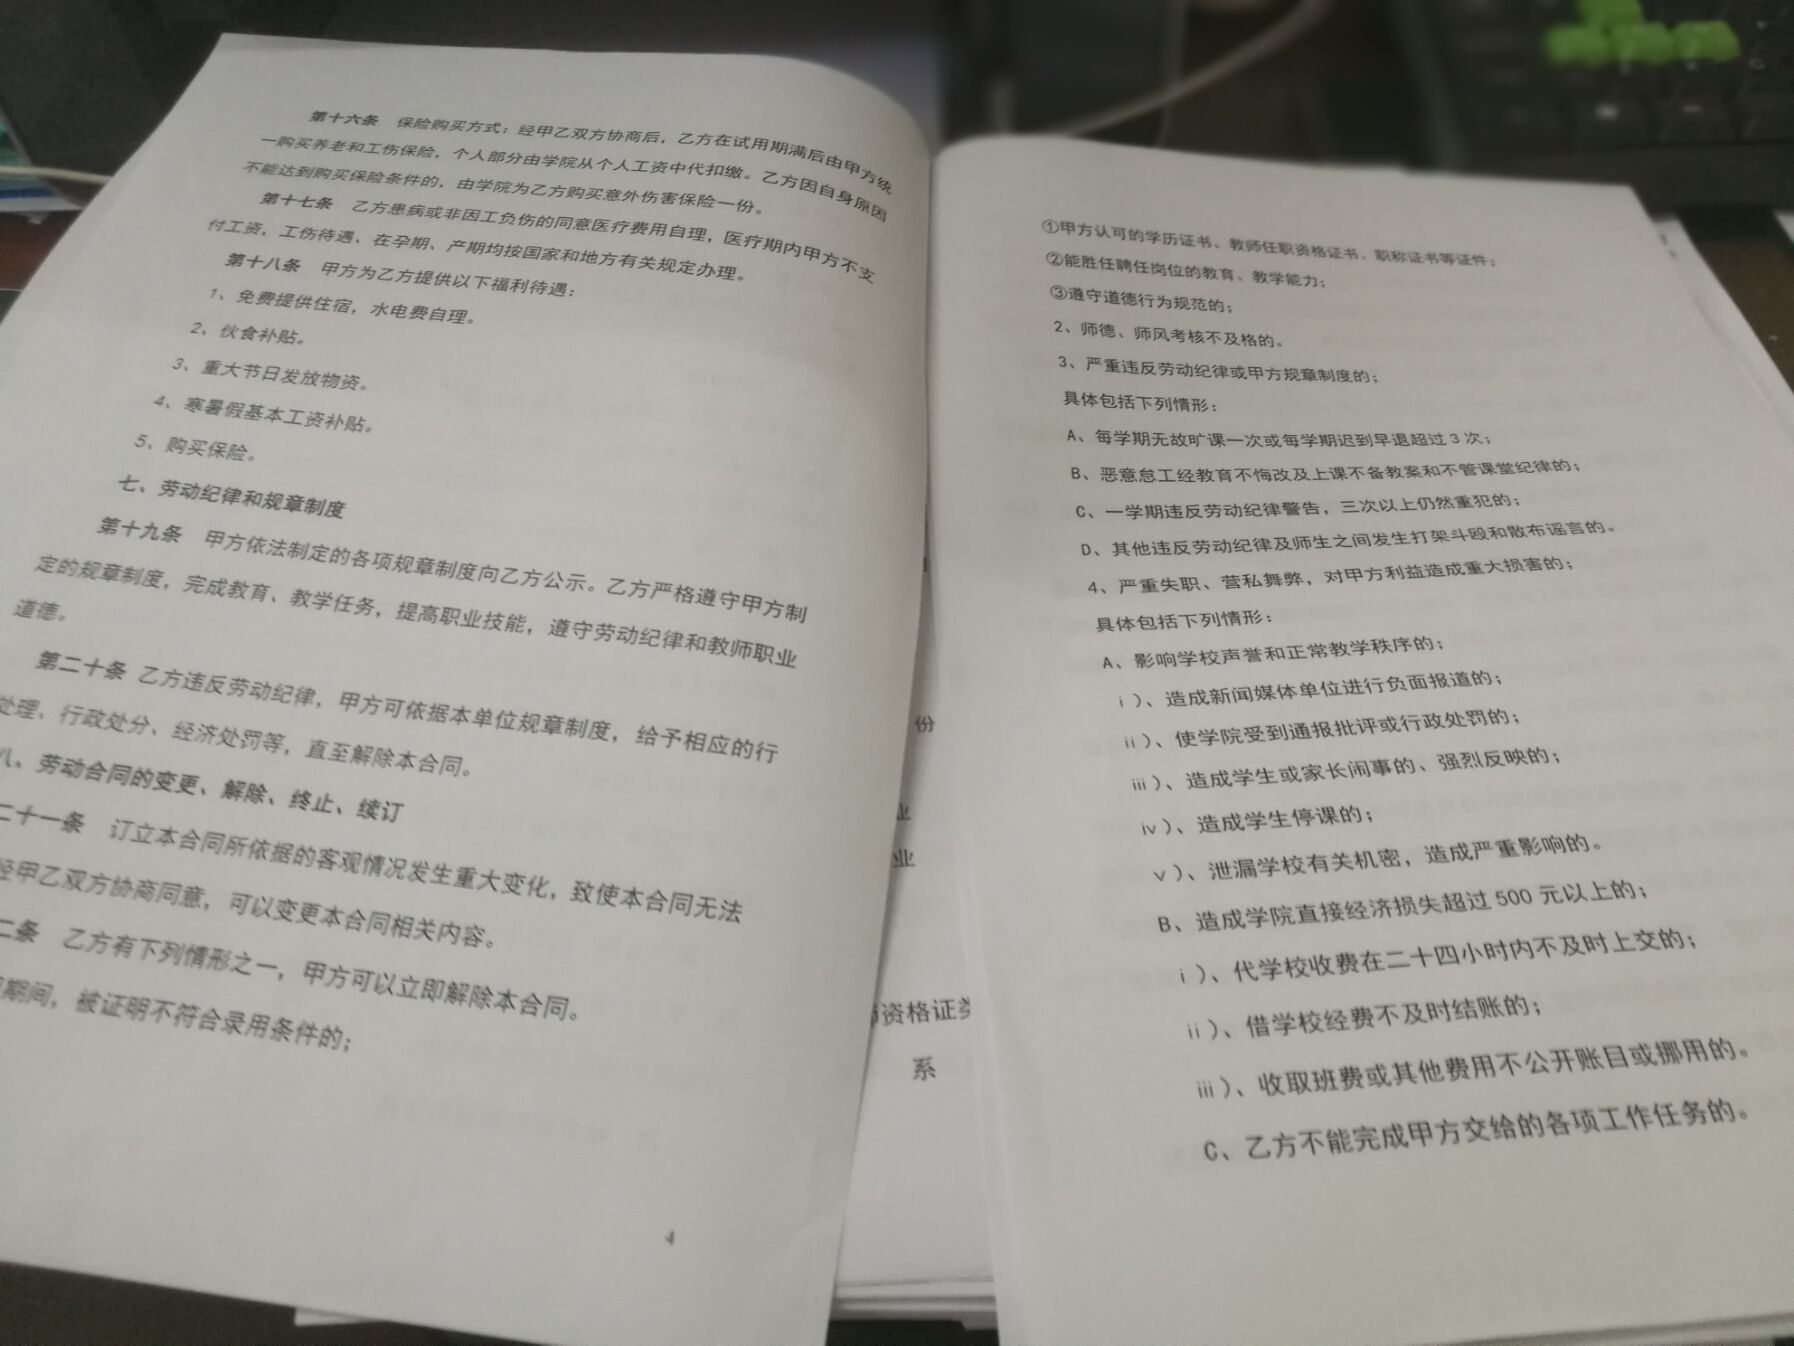 第十六条 保险购买方式：经甲乙双方协商后，乙方在试用期满后由甲方统
一购买养老和工伤保险，个人部分由学院从个人工资中代扣缴。乙方因自身原因
不能达到购买保险条件的，由学院为乙方购买意外伤害保险一份。
第十七条 乙方患病或非因工负伤的同意医疗费用自理，医疗期内甲方不支
付工资，工伤待遇、在孕期、产期均按国家和地方有关规定办理。
第十八条 甲方为乙方提供以下福利待遇：
1、免费提供住宿，水电费自理。
2、伙食补贴。
3、重大节日发放物资。
4、寒暑假基本工资补贴。
5、购买保险。
七、劳动纪律和规章制度
第十九条 甲方依法制定的各项规章制度向乙方公示。乙方严格遵守甲方制
定的规章制度，完成教育、教学任务，提高职业技能，遵守劳动纪律和教师职业
道德。
第二十条 乙方违反劳动纪律，甲方可依据本单位规章制度，给予相应的行
处理、行政处分、经济处罚等，直至解除本合同。
八、劳动合同的变更、解除、终止、续订
二十一条 订立本合同所依据的客观情况发生重大变化，致使本合同无法
经甲乙双方协商同意，可以变更本合同相关内容。
二条 乙方有下列情形之一，甲方可以立即解除本合同。
期间，被证明不符合录用条件的；
4
份
业
业
资格证类
系
①甲方认可的学历证书、教师任职资格证书、职称证书等证件；
②能胜任聘任岗位的教育、教学能力；
③遵守道德行为规范的；
2、师德、师风考核不及格的。
3、严重违反劳动纪律或甲方规章制度的；
具体包括下列情形：
A、每学期无故旷课一次或每学期迟到早退超过3次；
B、恶意怠工经教育不悔改及上课不备教案和不管课堂纪律的；
C、一学期违反劳动纪律警告，三次以上仍然重犯的；
D、其他违反劳动纪律及师生之间发生打架斗殴和散布谣言的。
4、严重失职、营私舞弊，对甲方利益造成重大损害的；
具体包括下列情形：
A、影响学校声誉和正常教学秩序的；
ⅰ）、造成新闻媒体单位进行负面报道的；
ⅱ）、使学院受到通报批评或行政处罚的；
ⅲ）、造成学生或家长闹事的、强烈反映的；
ⅳ）、造成学生停课的；
ⅴ）、泄漏学校有关机密，造成严重影响的。
B、造成学院直接经济损失超过500元以上的；
ⅰ）、代学校收费在二十四小时内不及时上交的；
ⅱ）、借学校经费不及时结账的；
ⅲ）、收取班费或其他费用不公开账目或挪用的。
C、乙方不能完成甲方交给的各项工作任务的。